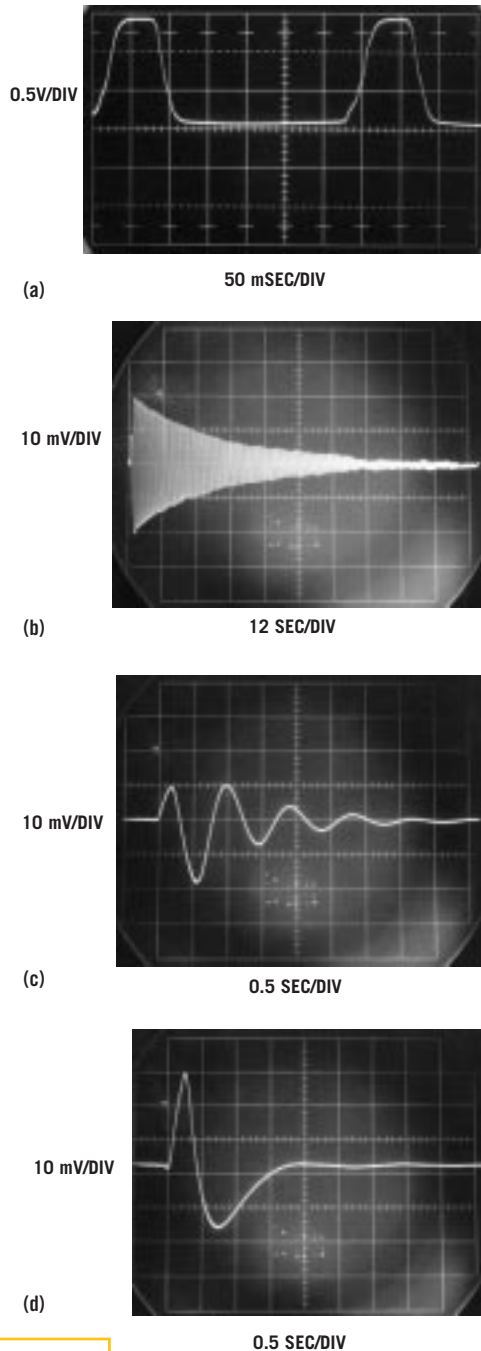 0.5V/DIV
50 mSEC/DIV
(a)
10 mV/DIV
12 SEC/DIV
(b)
10 mV/DIV
0.5 SEC/DIV
(c)
10 mV/DIV
0.5 SEC/DIV
(d)